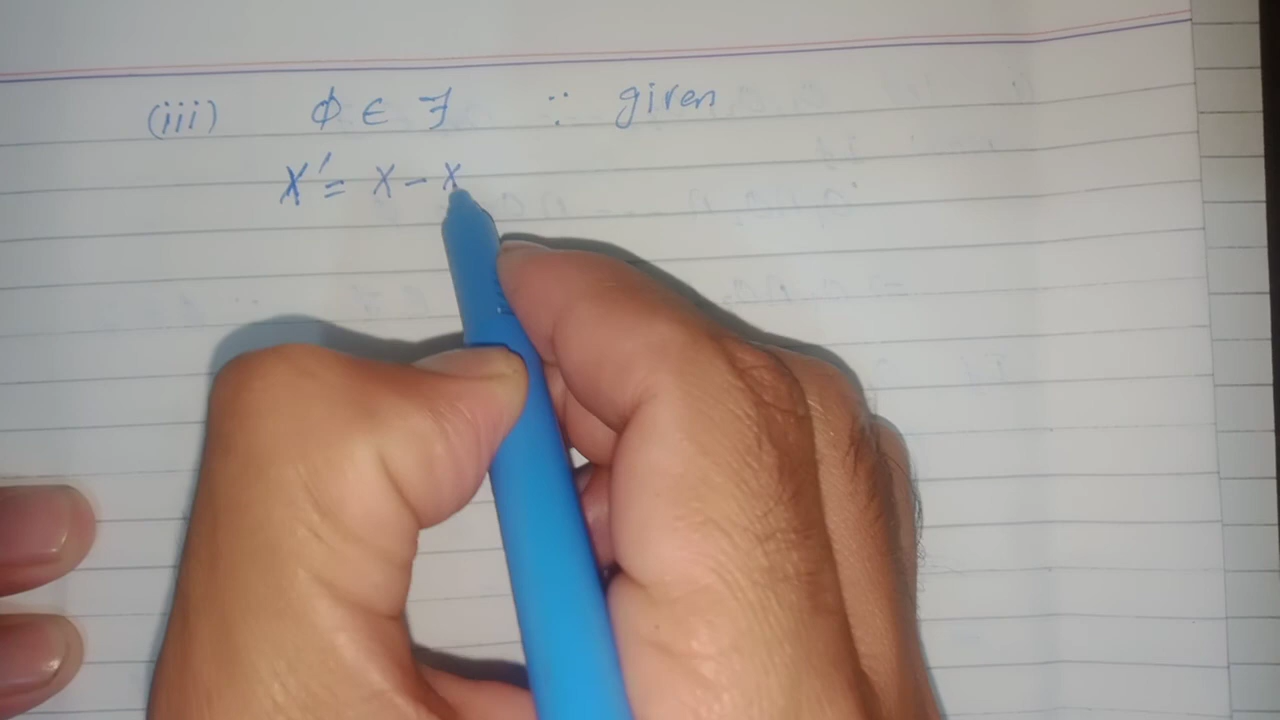 (iii) ϕ ∈ Ƒ ∵ given
X' = X - X